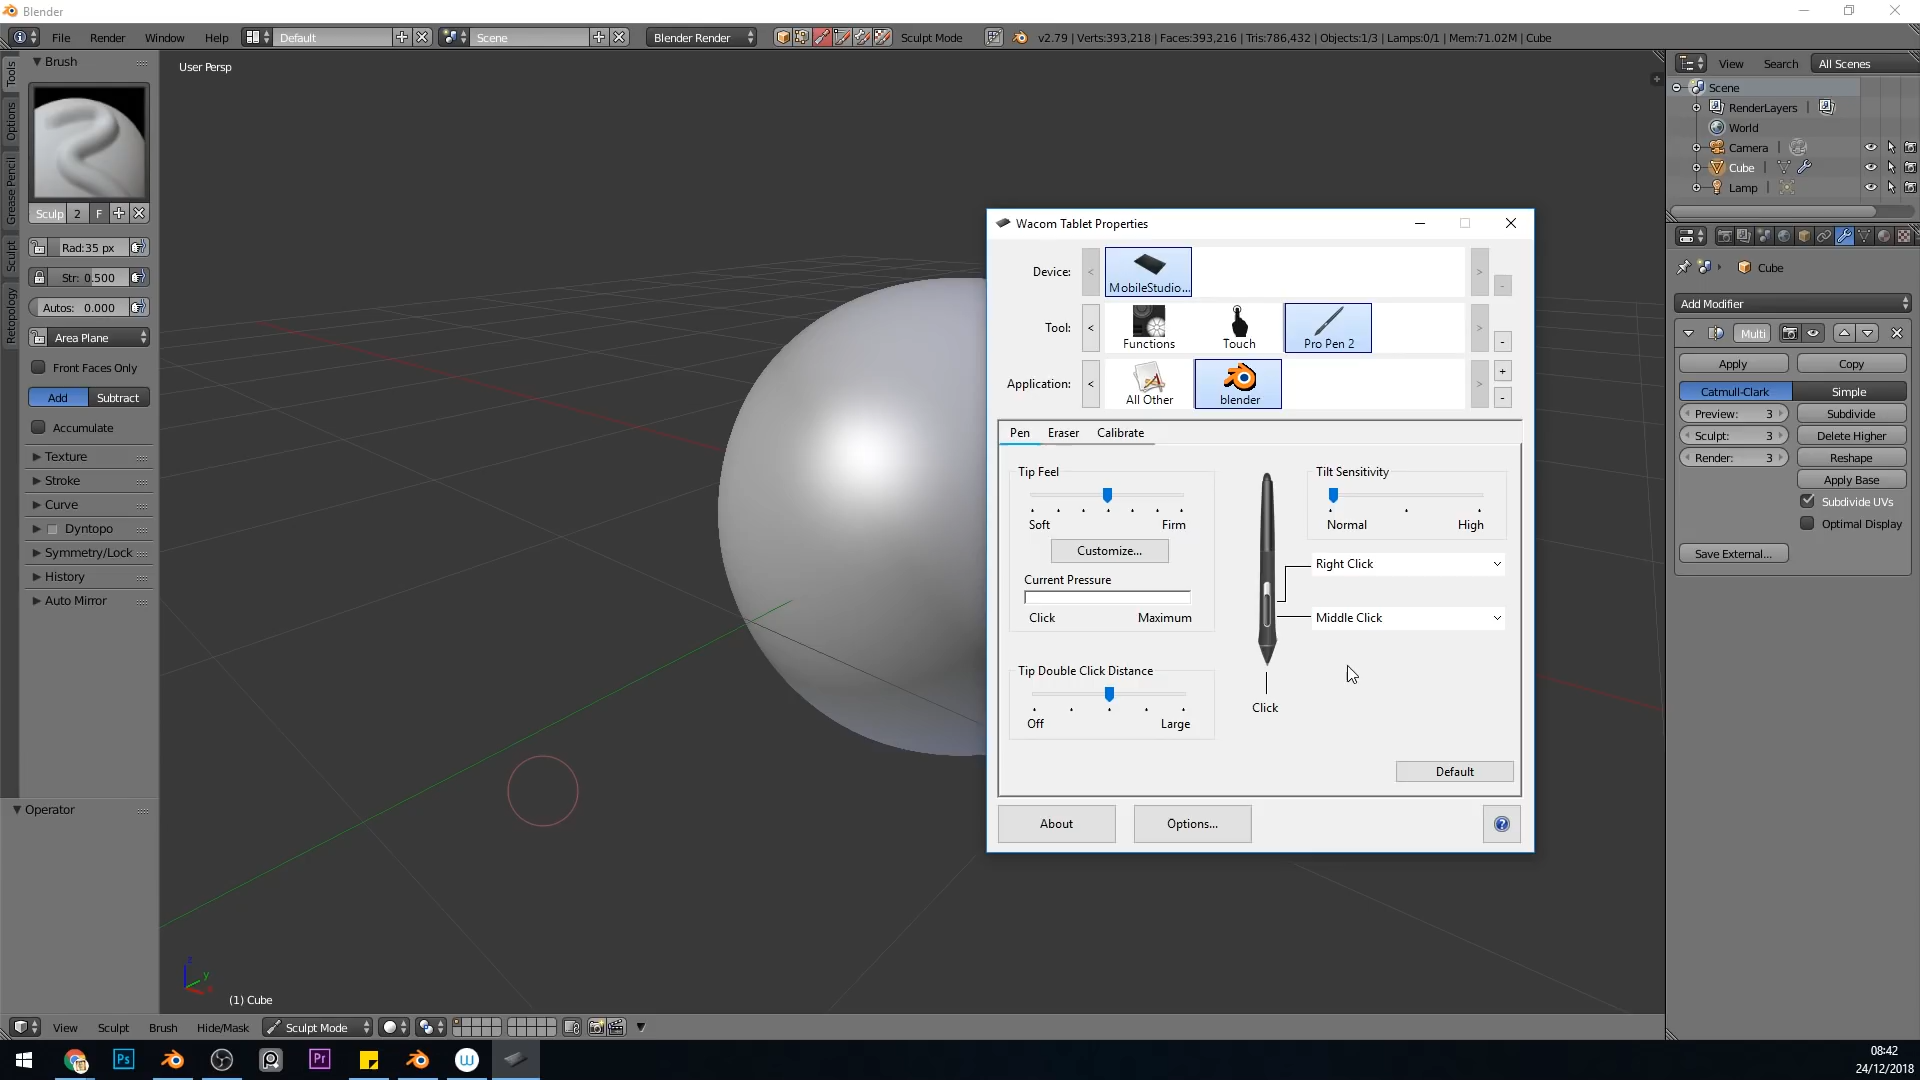 Blender
File Render Window Help Default Scene Blender Render Sculpt Mode v2.79 | Verts:393,218 | Faces:393,216 | Tris:786,432 | Objects:1/3 | Lamps:0/1 | Mem:71.02M | Cube
Tools
Options
Grease Pencil
Sculpt
Retopology
Brush
Sculp 2 F
Rad:35 px
Str: 0.500
Autos: 0.000
Area Plane
Front Faces Only
Add Subtract
Accumulate
Texture
Stroke
Curve
Dyntopo
Symmetry/Lock
History
Auto Mirror
Operator
User Persp
Wacom Tablet Properties
Device: < MobileStudio... > -
Tool: < Functions Touch Pro Pen 2 > -
Application: < All Other blender > + -
Pen Eraser Calibrate
Tip Feel
Soft Firm
Customize...
Current Pressure
Click Maximum
Tip Double Click Distance
Off Large
Tilt Sensitivity
Normal High
Right Click
Middle Click
Click
Default
About Options... ?
z
y
x
(1) Cube
View Sculpt Brush Hide/Mask Sculpt Mode
View Search All Scenes
Scene
RenderLayers
World
Camera
Cube
Lamp
Cube
Add Modifier
Multi
Apply Copy
Catmull-Clark Simple
Preview: 3 Subdivide
Sculpt: 3 Delete Higher
Render: 3 Reshape
Apply Base
Subdivide UVs
Optimal Display
Save External...
Ps Pr W
08:42
24/12/2018